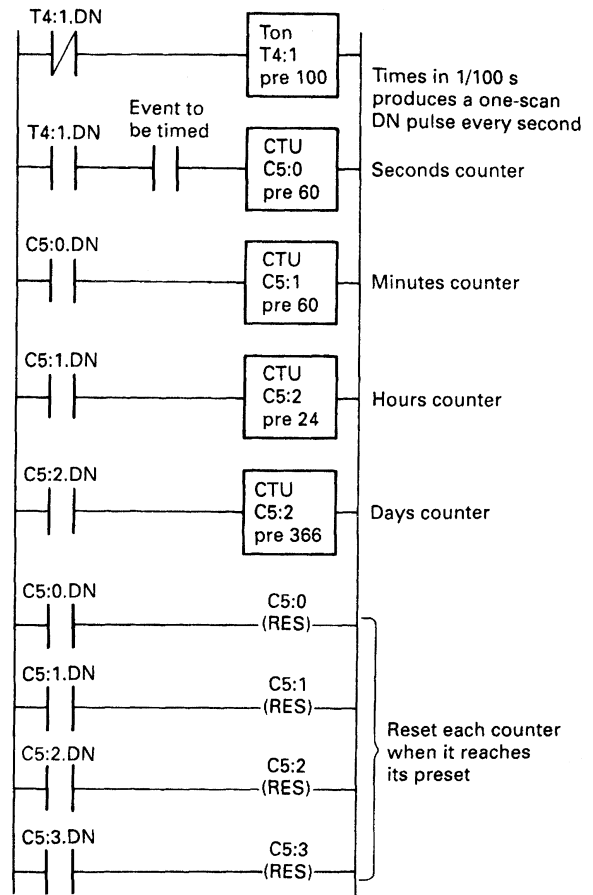 T4:1.DN
Ton
T4:1
pre 100
Times in 1/100 s
produces a one-scan
DN pulse every second
T4:1.DN
Event to
be timed
CTU
C5:0
pre 60
Seconds counter
C5:0.DN
CTU
C5:1
pre 60
Minutes counter
C5:1.DN
CTU
C5:2
pre 24
Hours counter
C5:2.DN
CTU
C5:2
pre 366
Days counter
C5:0.DN
C5:0
(RES)
C5:1.DN
C5:1
(RES)
C5:2.DN
C5:2
(RES)
C5:3.DN
C5:3
(RES)
Reset each counter
when it reaches
its preset